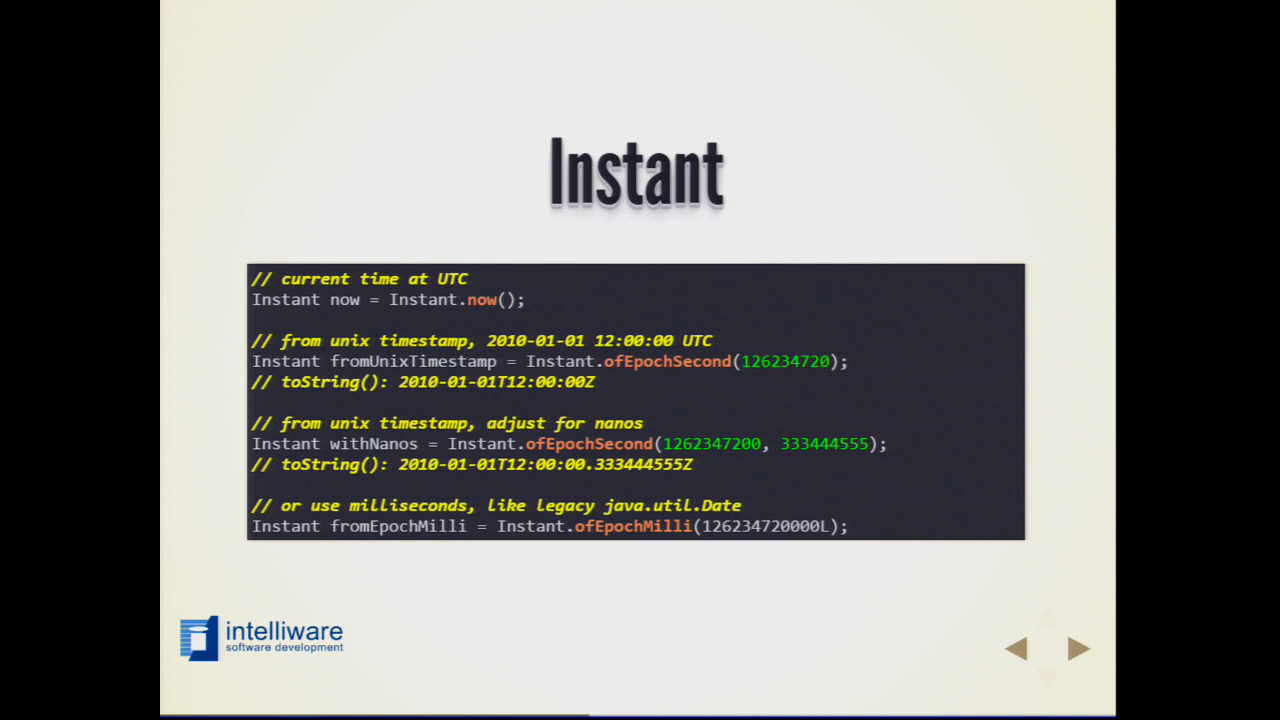 Instant
// current time at UTC
Instant now = Instant.now();
// from unix timestamp, 2010-01-01 12:00:00 UTC
Instant fromUnixTimestamp = Instant.ofEpochSecond(126234720);
// toString(): 2010-01-01T12:00:00Z
// from unix timestamp, adjust for nanos
Instant withNanos = Instant.ofEpochSecond(1262347200, 333444555);
// toString(): 2010-01-01T12:00:00.333444555Z
// or use milliseconds, like legacy java.util.Date
Instant fromEpochMilli = Instant.ofEpochMilli(126234720000L);
intelliware
software development